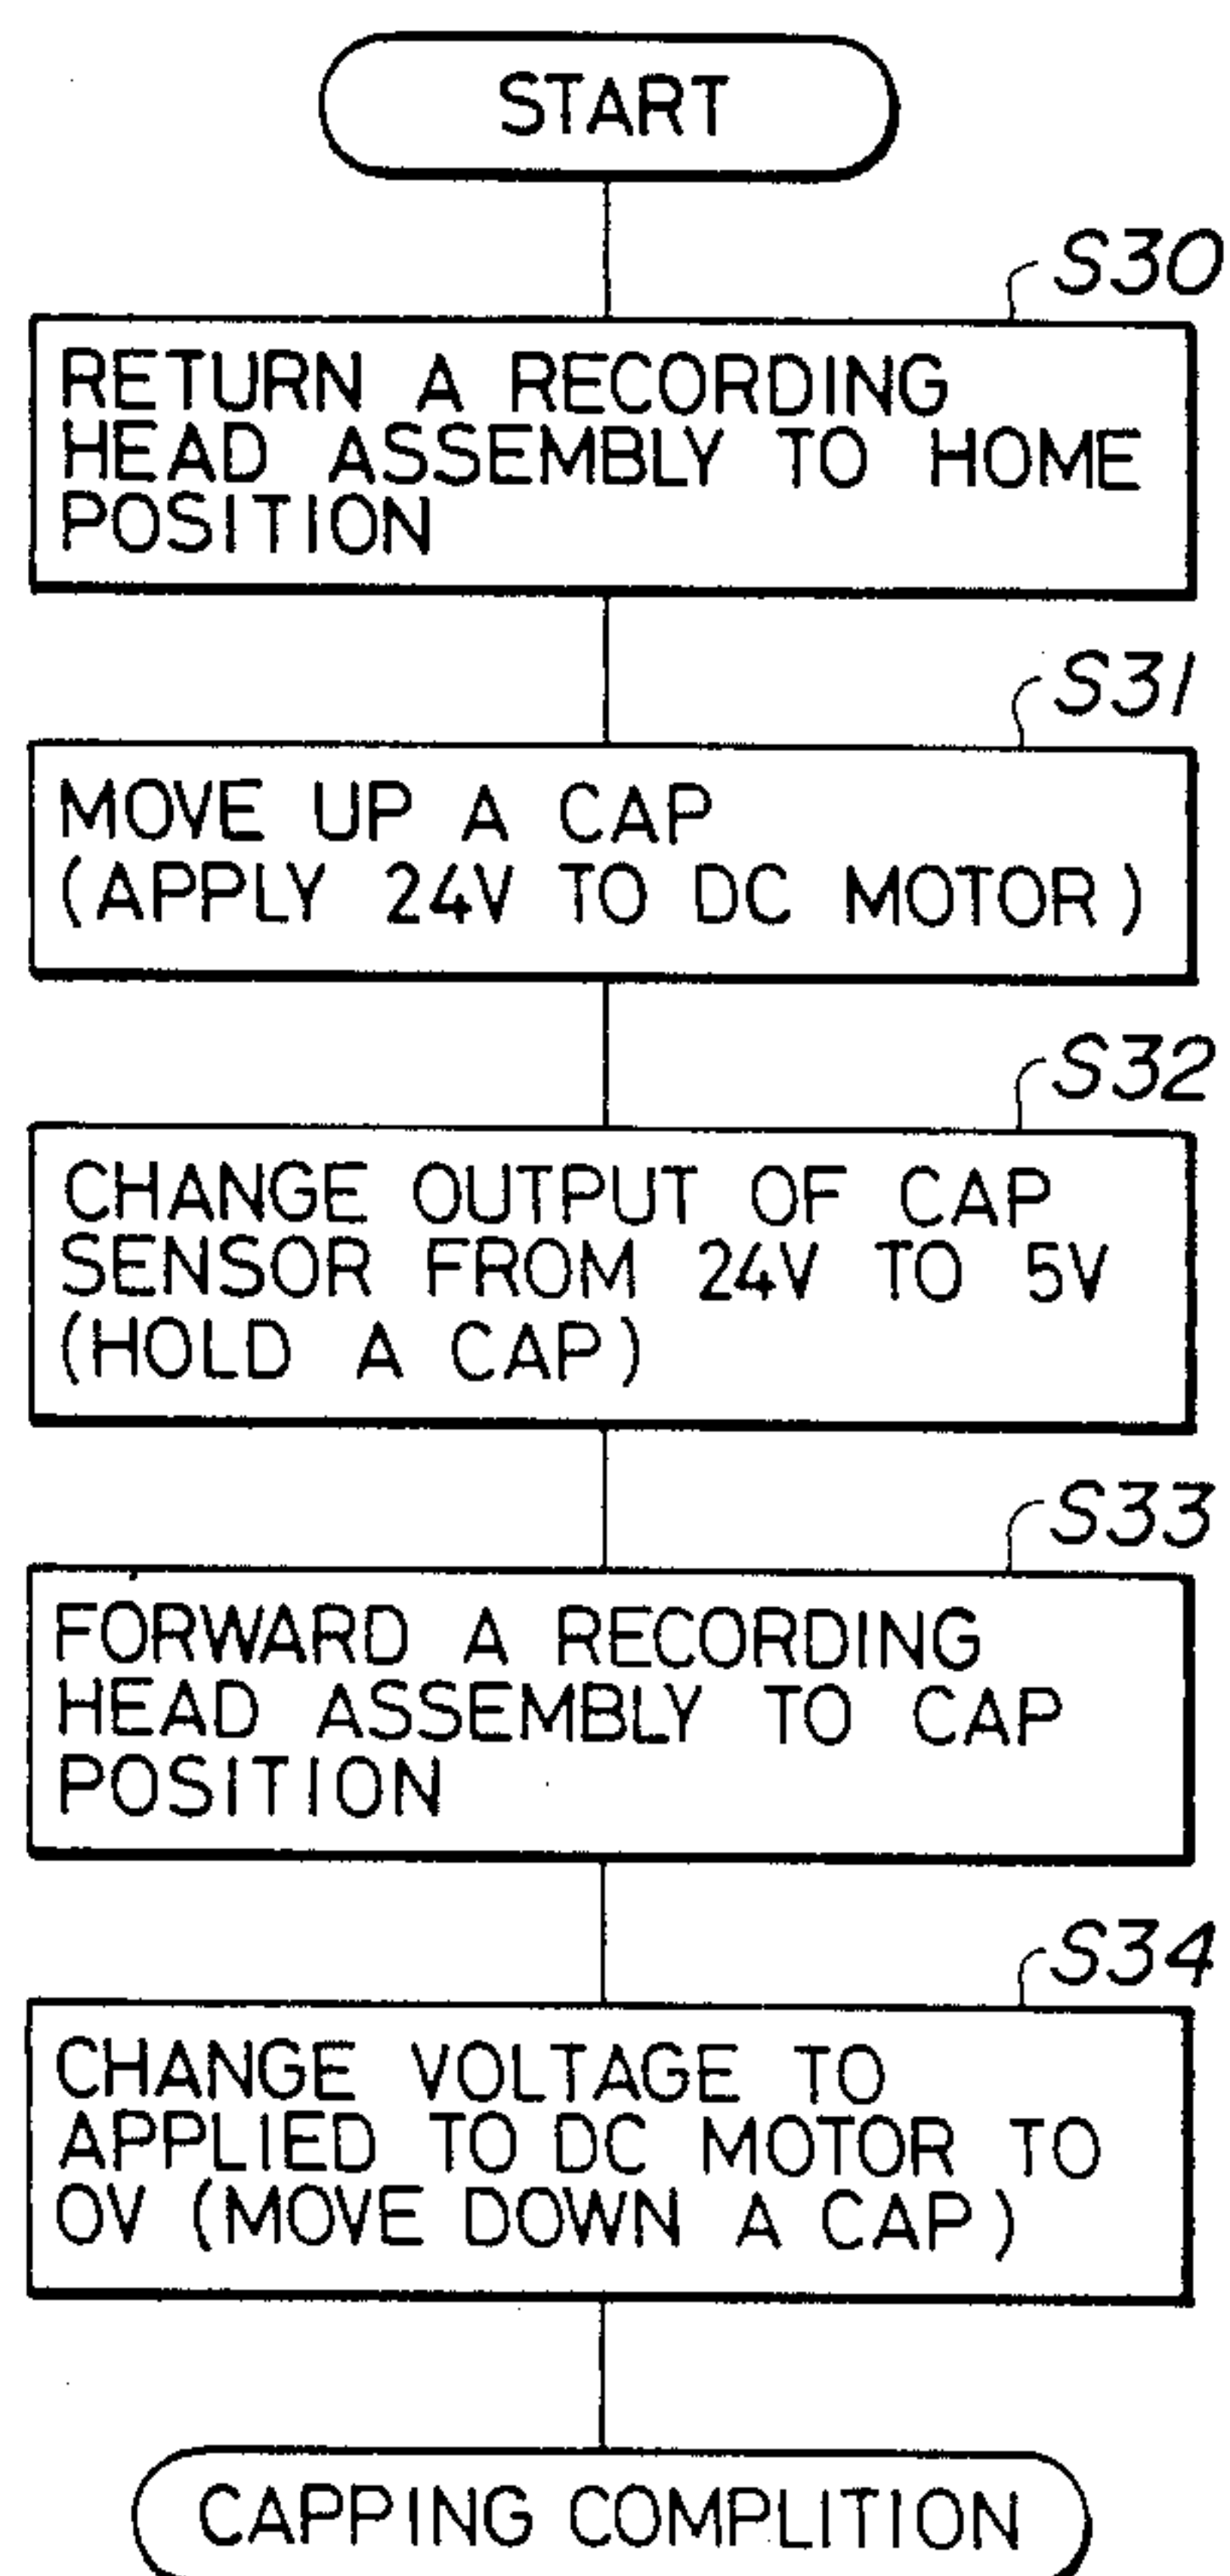 START
S30
RETURN A RECORDING
HEAD ASSEMBLY TO HOME
POSITION
S31
MOVE UP A CAP
(APPLY 24V TO DC MOTOR)
S32
CHANGE OUTPUT OF CAP
SENSOR FROM 24V TO 5V
(HOLD A CAP)
S33
FORWARD A RECORDING
HEAD ASSEMBLY TO CAP
POSITION
S34
CHANGE VOLTAGE TO
APPLIED TO DC MOTOR TO
0V (MOVE DOWN A CAP)
CAPPING COMPLITION